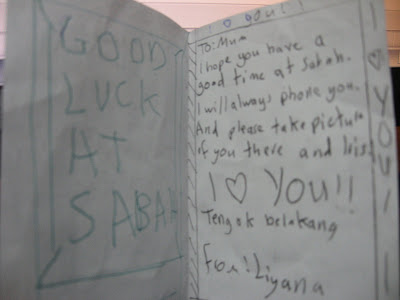 GOOD
LUCK
AT
SABAH
To: Mum
I hope you have a
good time at Sabah.
I will always phone you.
And please take picture
of you there and
I ♡ You!!
Tengok belakang
From: Liyana
I ♡ YOU!